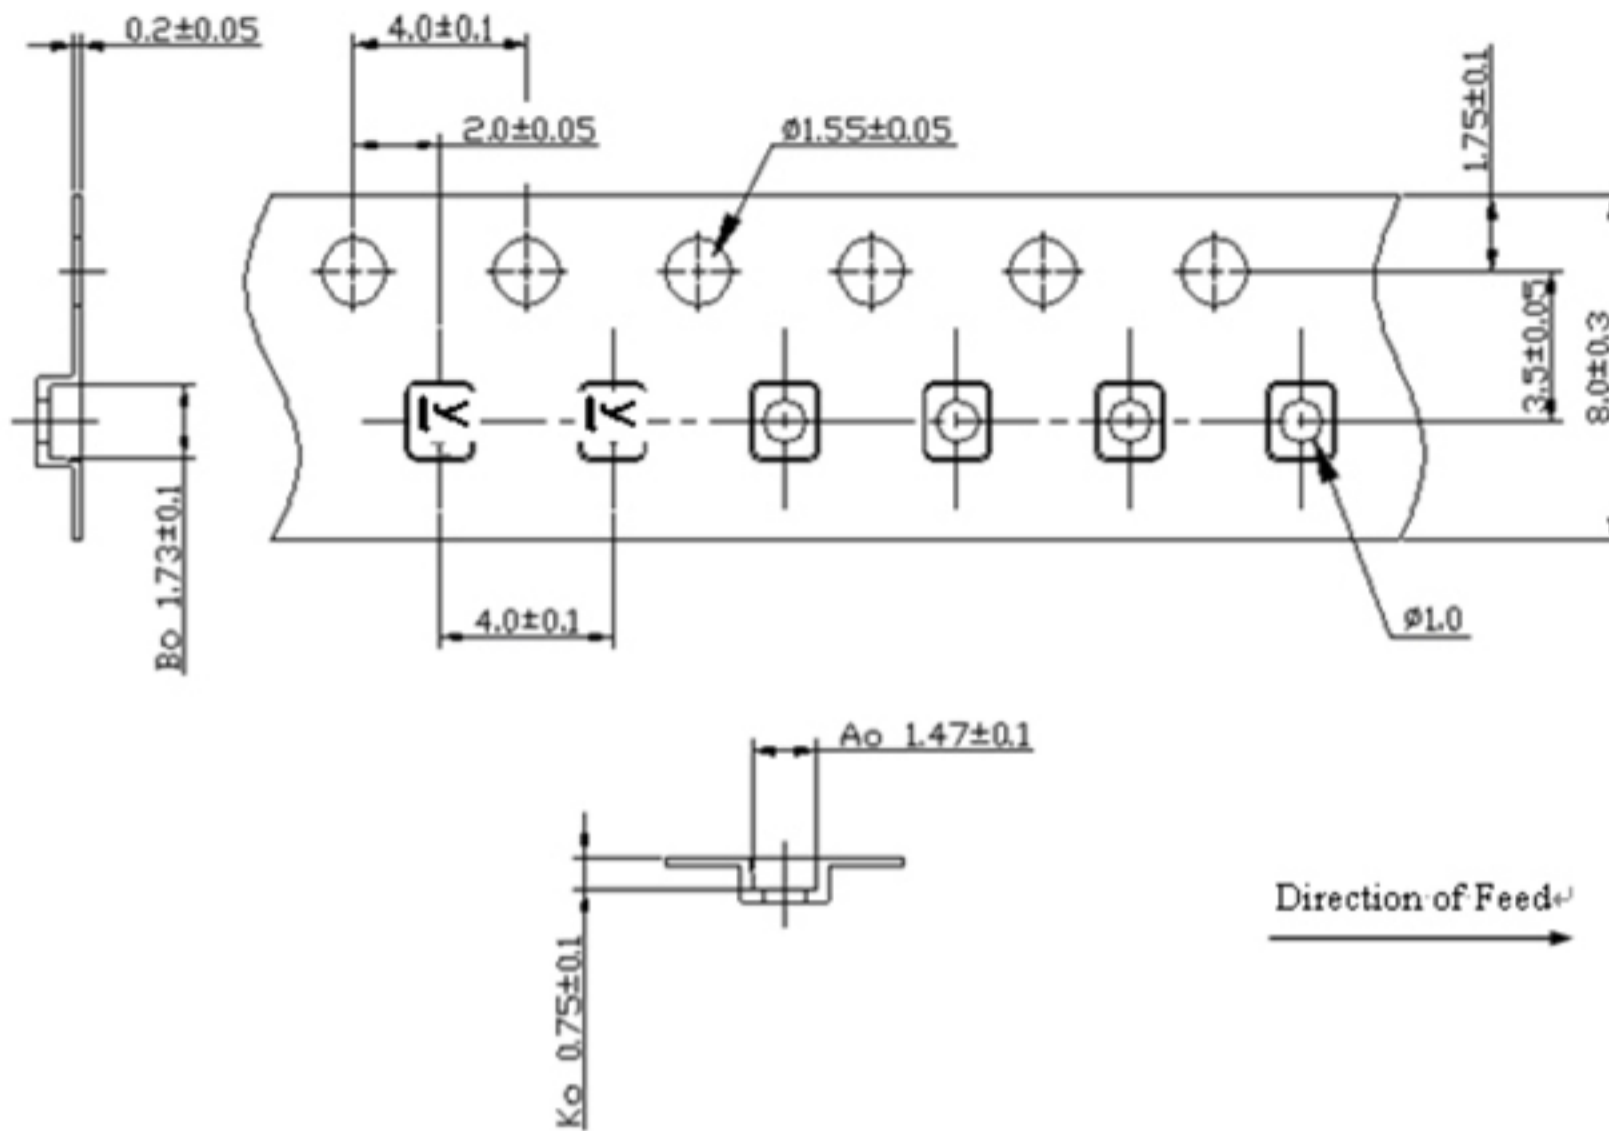 0.2±0.05
4.0±0.1
2.0±0.05
ø1.55±0.05
1.75±0.1
3.5±0.05
8.0±0.3
y
y
Bo 1.73±0.1
4.0±0.1
ø1.0
Ao 1.47±0.1
Ko 0.75±0.1
Direction·of·Feed↵